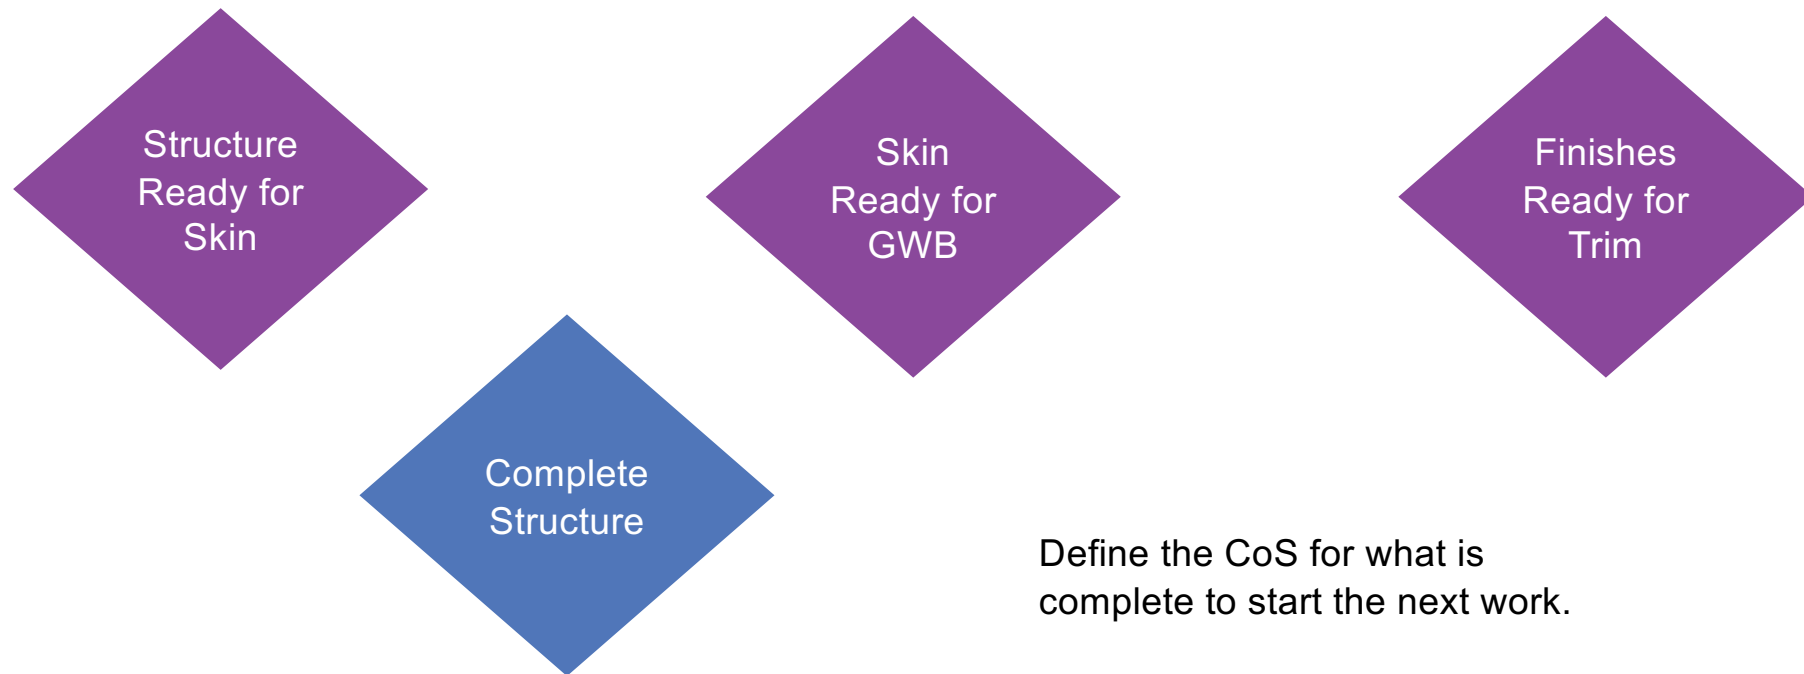 Structure
Ready for
Skin
Skin
Ready for
GWB
Finishes
Ready for
Trim
Complete
Structure
Define the CoS for what is
complete to start the next work.